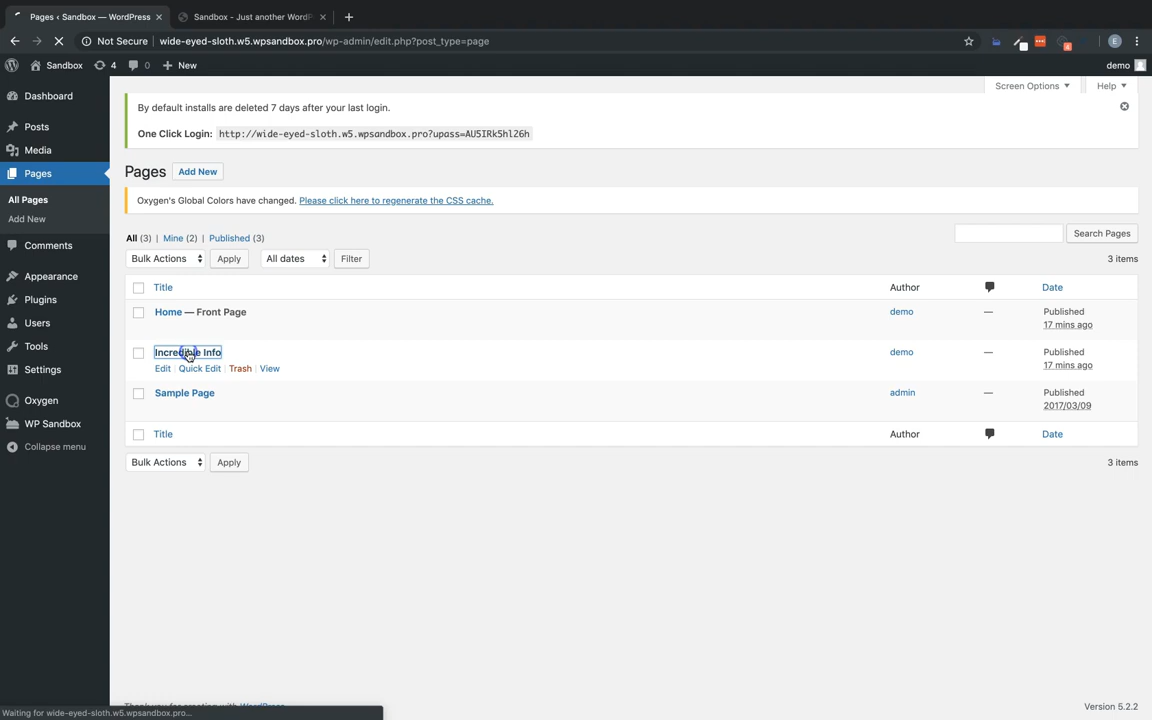 Pages ‹ Sandbox — WordPress
Sandbox - Just another WordP
Not Secure
wide-eyed-sloth.w5.wpsandbox.pro/wp-admin/edit.php?post_type=page
E
Sandbox
4
0
New
demo
Screen Options
Help
Dashboard
Posts
Media
Pages
All Pages
Add New
Comments
Appearance
Plugins
Users
Tools
Settings
Oxygen
WP Sandbox
Collapse menu
By default installs are deleted 7 days after your last login.
One Click Login: http://wide-eyed-sloth.w5.wpsandbox.pro?upass=AU5IRk5hl26h
Pages Add New
Oxygen's Global Colors have changed. Please click here to regenerate the CSS cache.
All (3) | Mine (2) | Published (3)
Search Pages
Bulk Actions Apply All dates Filter
3 items
Title Author Date
Home — Front Page demo — Published
17 mins ago
Incredible Info demo — Published
17 mins ago
Edit | Quick Edit | Trash | View
Sample Page admin — Published
2017/03/09
Title Author Date
Bulk Actions Apply
3 items
Version 5.2.2
Waiting for wide-eyed-sloth.w5.wpsandbox.pro...